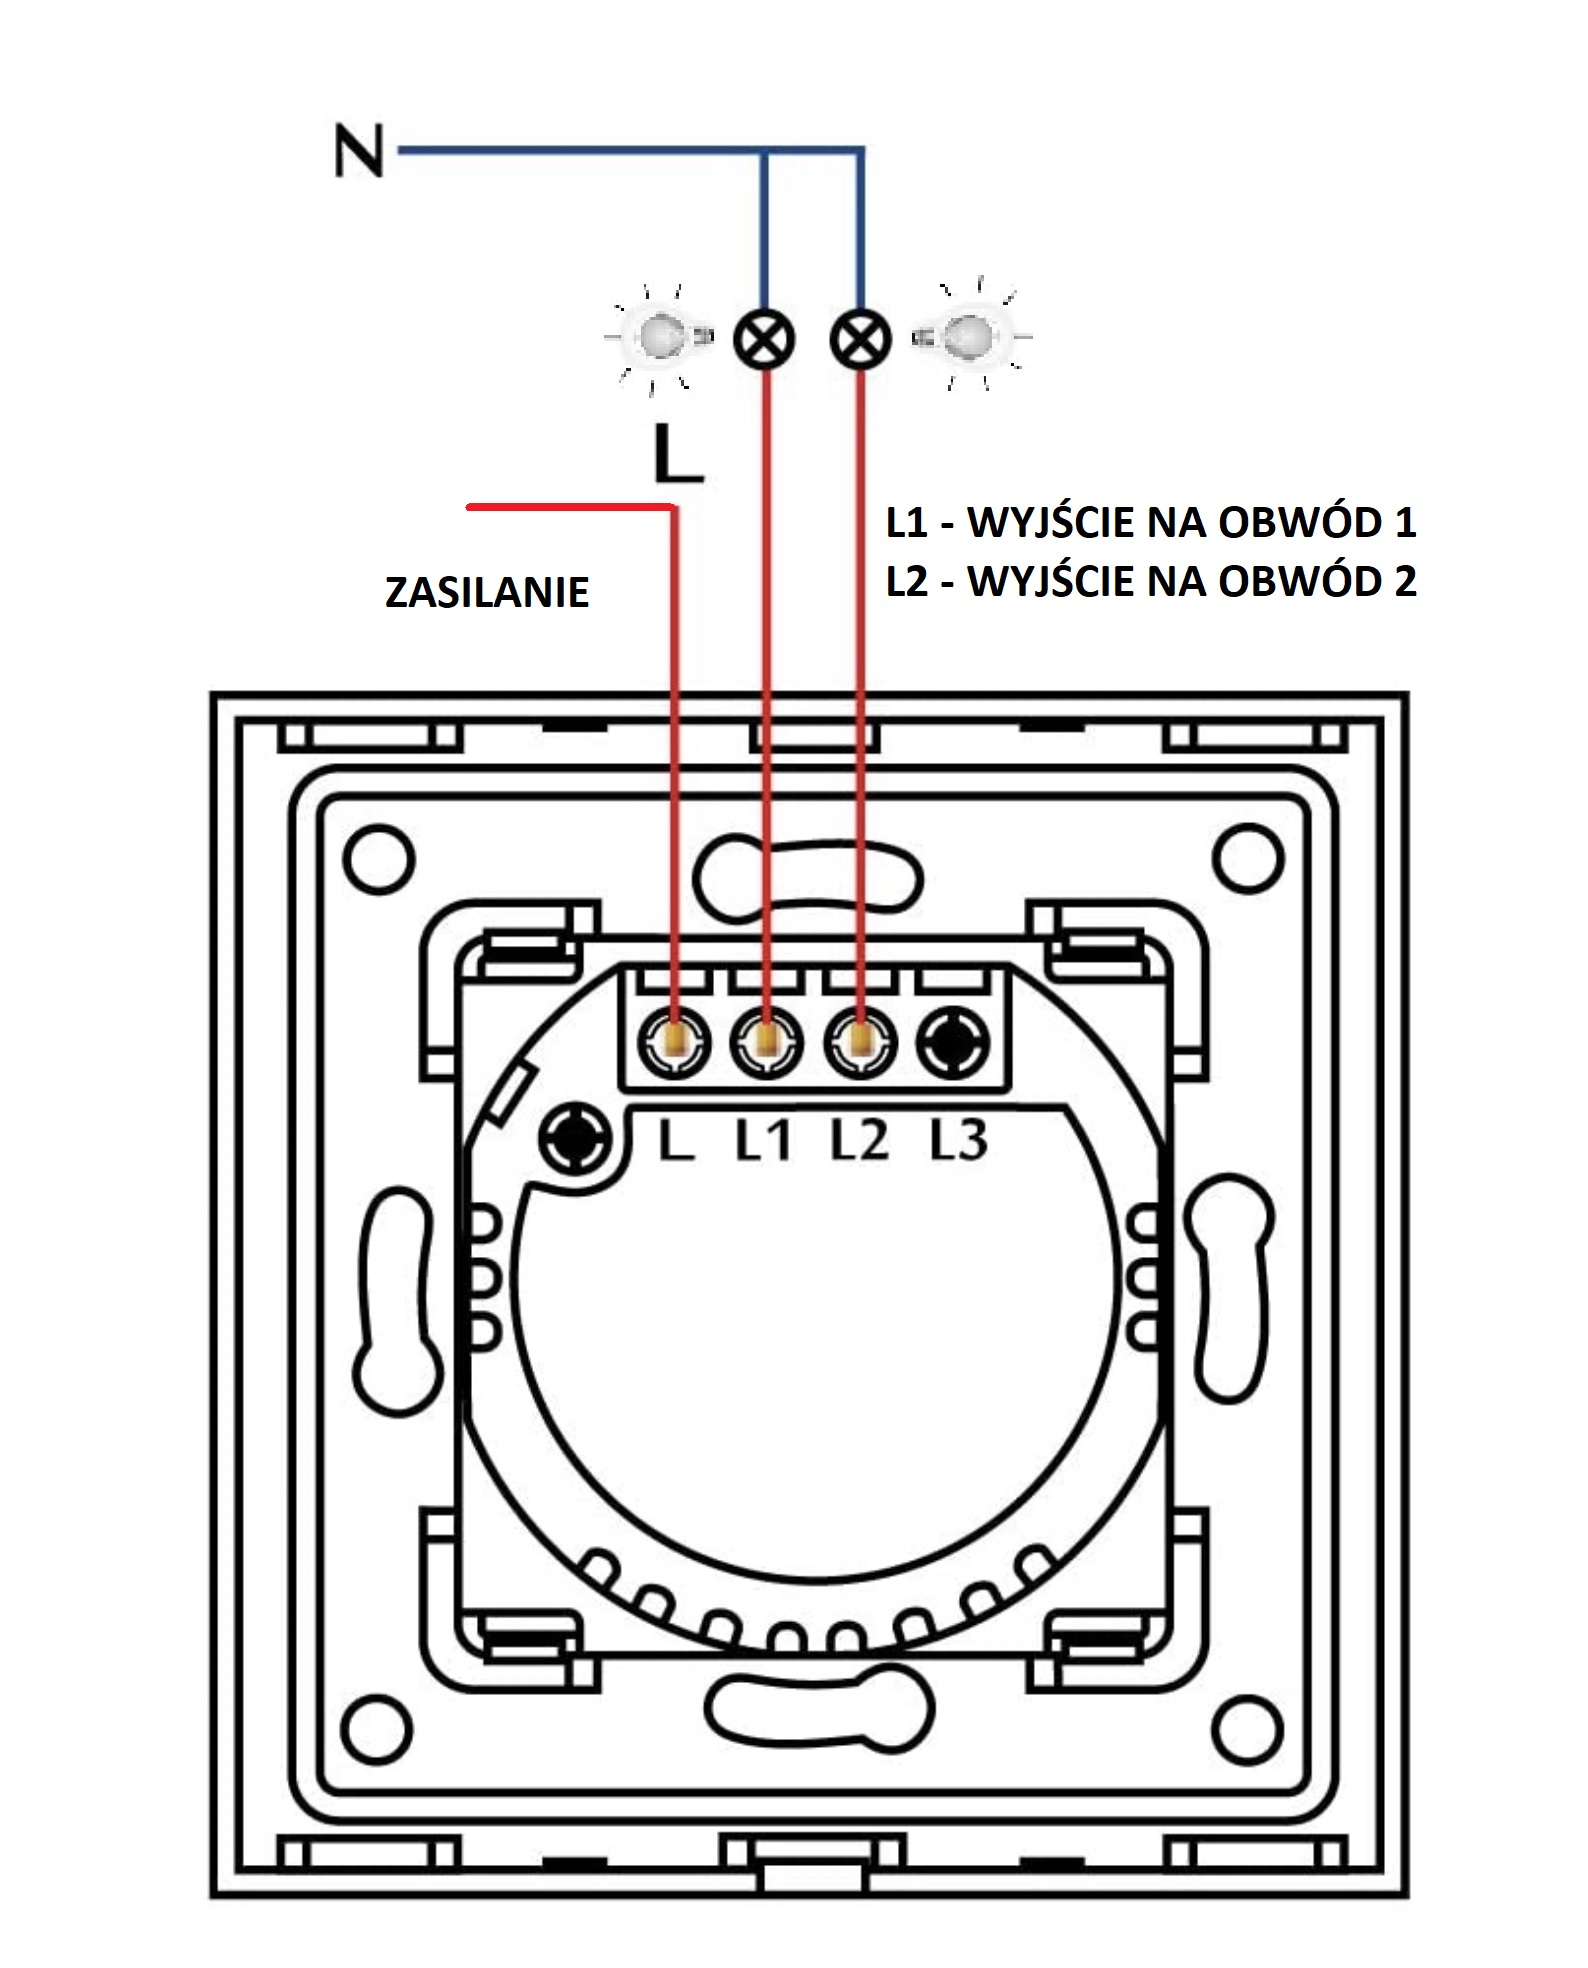 N
L
L1 - WYJŚCIE NA OBWÓD 1
L2 - WYJŚCIE NA OBWÓD 2
ZASILANIE
L L1 L2 L3